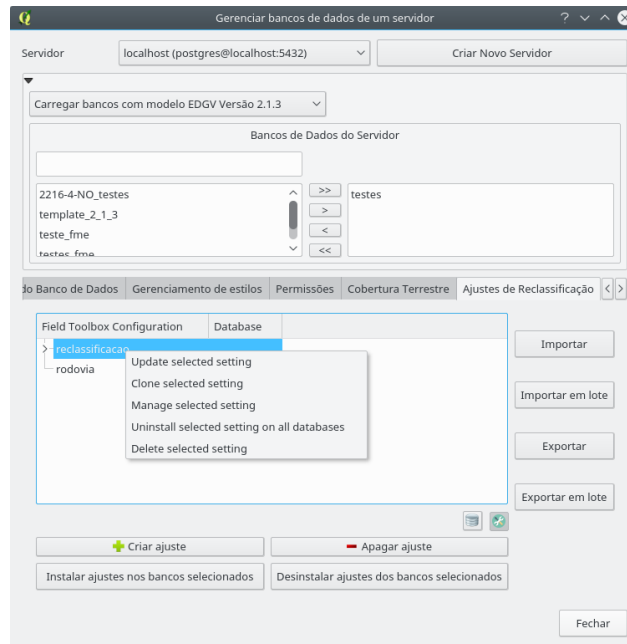 Gerenciar bancos de dados de um servidor
Servidor
localhost (postgres@localhost:5432)
Criar Novo Servidor
Carregar bancos com modelo EDGV Versão 2.1.3
Bancos de Dados do Servidor
2216-4-NO_testes
template_2_1_3
teste_fme
testes_fme
>>
>
<
<<
testes
do Banco de Dados
Gerenciamento de estilos
Permissões
Cobertura Terrestre
Ajustes de Reclassificação
Field Toolbox Configuration
Database
reclassificacao
rodovia
Update selected setting
Clone selected setting
Manage selected setting
Uninstall selected setting on all databases
Delete selected setting
Importar
Importar em lote
Exportar
Exportar em lote
Criar ajuste
Apagar ajuste
Instalar ajustes nos bancos selecionados
Desinstalar ajustes dos bancos selecionados
Fechar